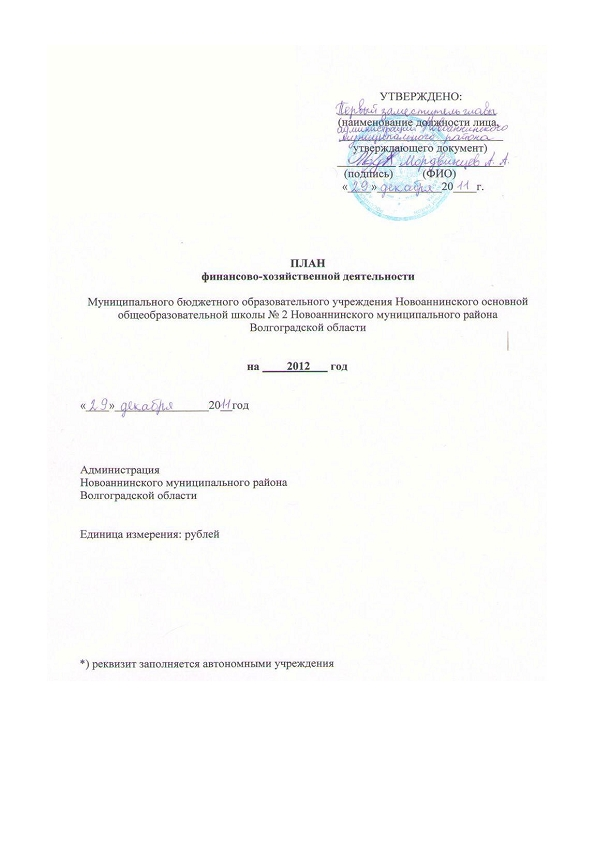 УТВЕРЖДЕНО:
Первый заместитель главы
(наименование должности лица,
администрации Новоаннинского
муниципального района
утверждающего документ)
Мордвинцев А. А.
(подпись) (ФИО)
«29» декабря 2011 г.
ПЛАН
финансово-хозяйственной деятельности
Муниципального бюджетного образовательного учреждения Новоаннинского основной
общеобразовательной школы № 2 Новоаннинского муниципального района
Волгоградской области
на 2012 год
«29» декабря 2011 год
Администрация
Новоаннинского муниципального района
Волгоградской области
Единица измерения: рублей
*) реквизит заполняется автономными учреждения